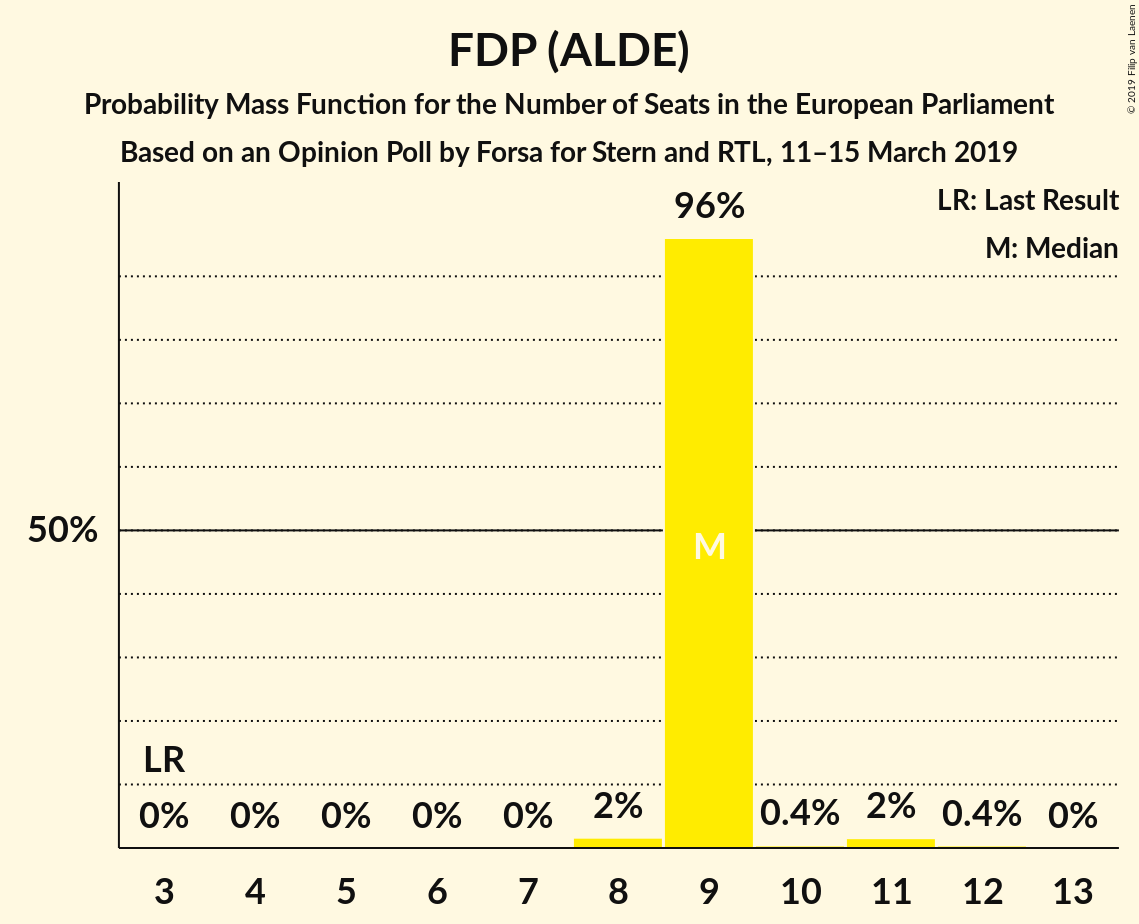 FDP (ALDE)
Probability Mass Function for the Number of Seats in the European Parliament
Based on an Opinion Poll by Forsa for Stern and RTL, 11–15 March 2019
© 2019 Filip van Laenen
LR: Last Result
M: Median
96%
50%
M
LR
0% 0% 0% 0% 0% 2% 0.4% 2% 0.4% 0%
3 4 5 6 7 8 9 10 11 12 13